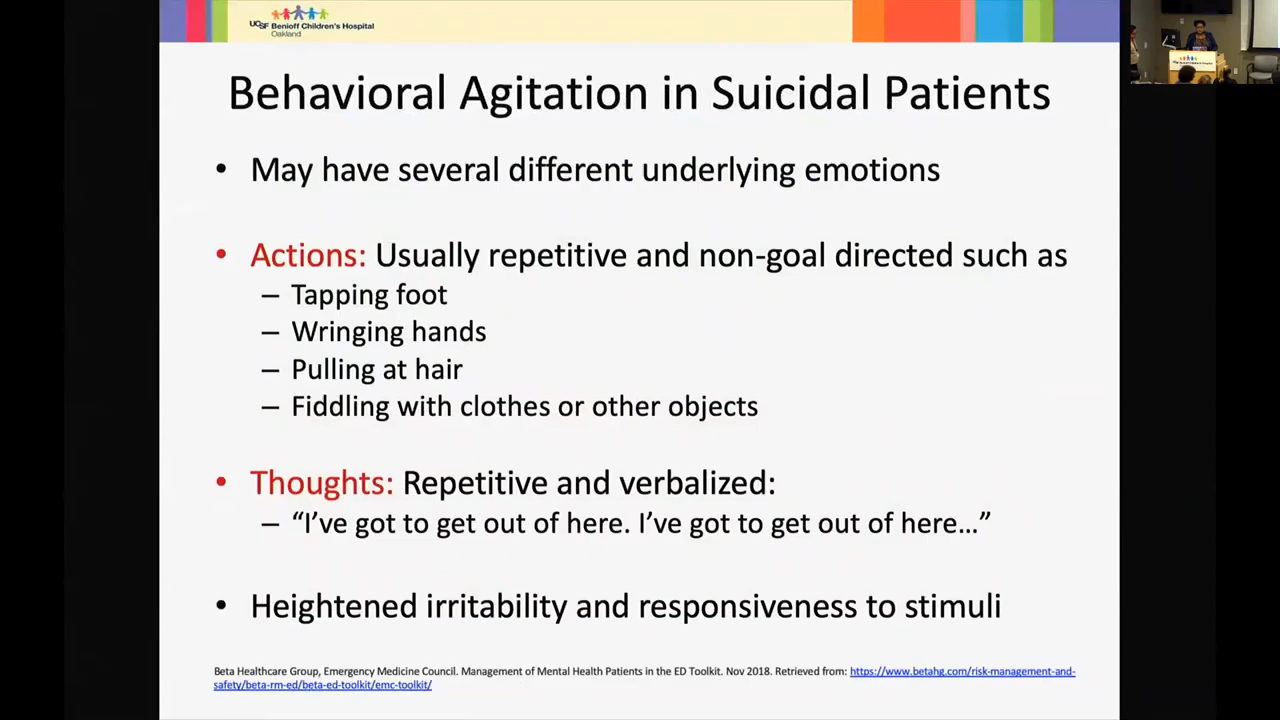 UCSF Benioff Children's Hospital
Oakland
Behavioral Agitation in Suicidal Patients
• May have several different underlying emotions
• Actions: Usually repetitive and non-goal directed such as
– Tapping foot
– Wringing hands
– Pulling at hair
– Fiddling with clothes or other objects
• Thoughts: Repetitive and verbalized:
– “I’ve got to get out of here. I’ve got to get out of here…”
• Heightened irritability and responsiveness to stimuli
Beta Healthcare Group, Emergency Medicine Council. Management of Mental Health Patients in the ED Toolkit. Nov 2018. Retrieved from: https://www.betahg.com/risk-management-and-
safety/beta-rm-ed/beta-ed-toolkit/emc-toolkit/